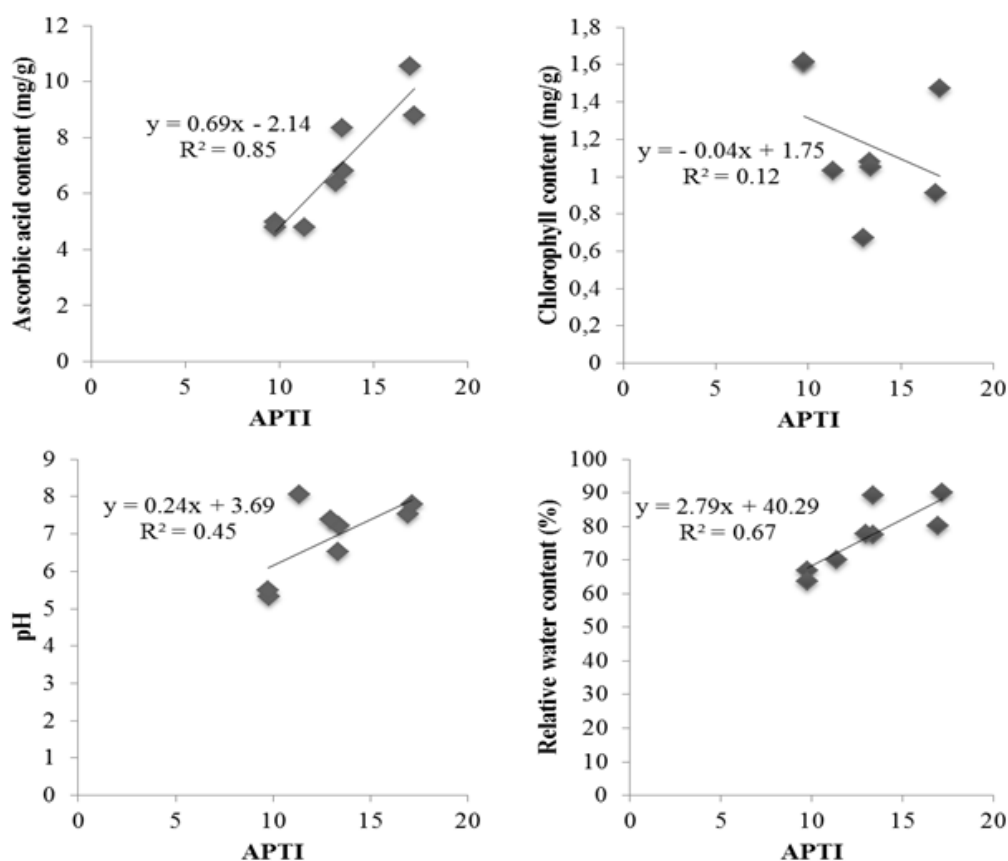 Ascorbic acid content (mg/g)
12
10
8
6
4
2
0
y = 0.69x - 2.14
R² = 0.85
0 5 10 15 20
APTI
Chlorophyll content (mg/g)
1,8
1,6
1,4
1,2
1
0,8
0,6
0,4
0,2
0
y = - 0.04x + 1.75
R² = 0.12
0 5 10 15 20
APTI
pH
9
8
7
6
5
4
3
2
1
0
y = 0.24x + 3.69
R² = 0.45
0 5 10 15 20
APTI
Relative water content (%)
100
90
80
70
60
50
40
30
20
10
0
y = 2.79x + 40.29
R² = 0.67
0 5 10 15 20
APTI